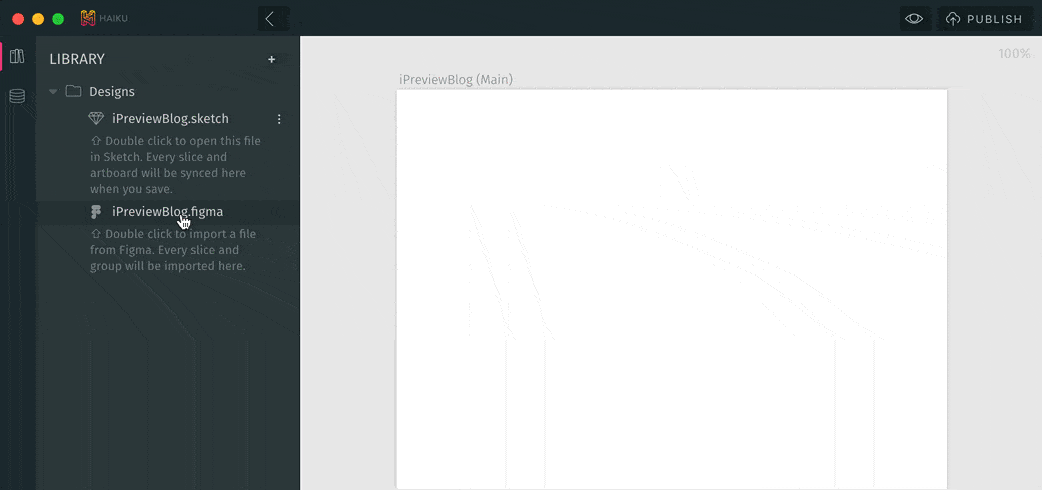 HAIKU
PUBLISH
LIBRARY +
100%
iPreviewBlog (Main)
Designs
iPreviewBlog.sketch
⇧ Double click to open this file
in Sketch. Every slice and
artboard will be synced here
when you save.
iPreviewBlog.figma
⇧ Double click to import a file
from Figma. Every slice and
group will be imported here.